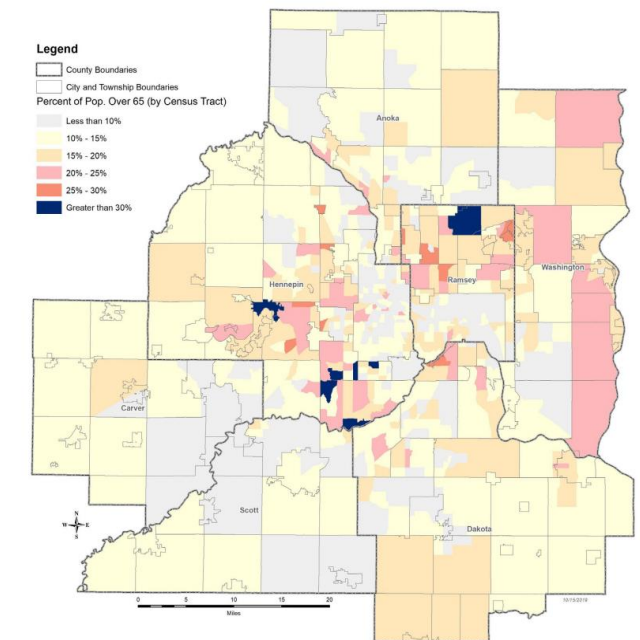 Legend
County Boundaries
City and Township Boundaries
Percent of Pop. Over 65 (by Census Tract)
Less than 10%
10% - 15%
15% - 20%
20% - 25%
25% - 30%
Greater than 30%
Anoka
Hennepin
Ramsey
Washington
Carver
Scott
Dakota
N
W E
S
0 5 10 15 20
Miles